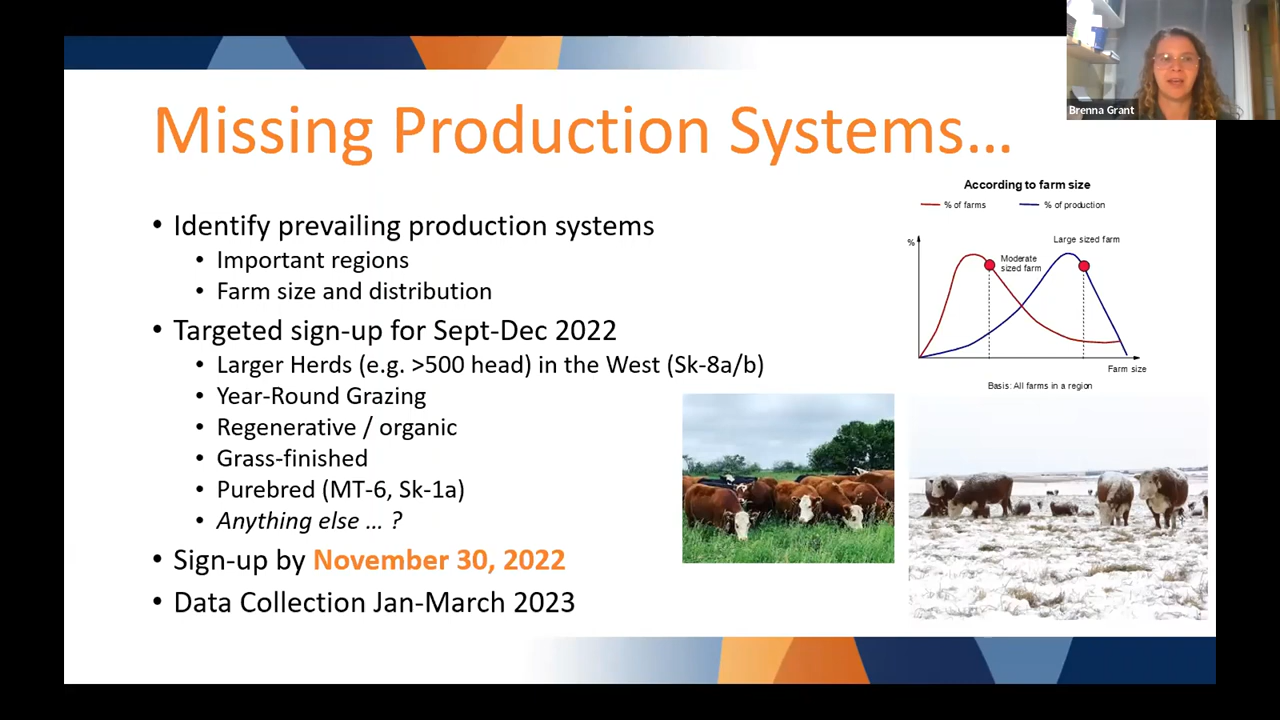 Missing Production Systems...
• Identify prevailing production systems
• Important regions
• Farm size and distribution
• Targeted sign-up for Sept-Dec 2022
• Larger Herds (e.g. >500 head) in the West (Sk-8a/b)
• Year-Round Grazing
• Regenerative / organic
• Grass-finished
• Purebred (MT-6, Sk-1a)
• Anything else ... ?
• Sign-up by November 30, 2022
• Data Collection Jan-March 2023
Brenna Grant
According to farm size
% of farms
% of production
%
Large sized farm
Moderate
sized farm
Farm size
Basis: All farms in a region